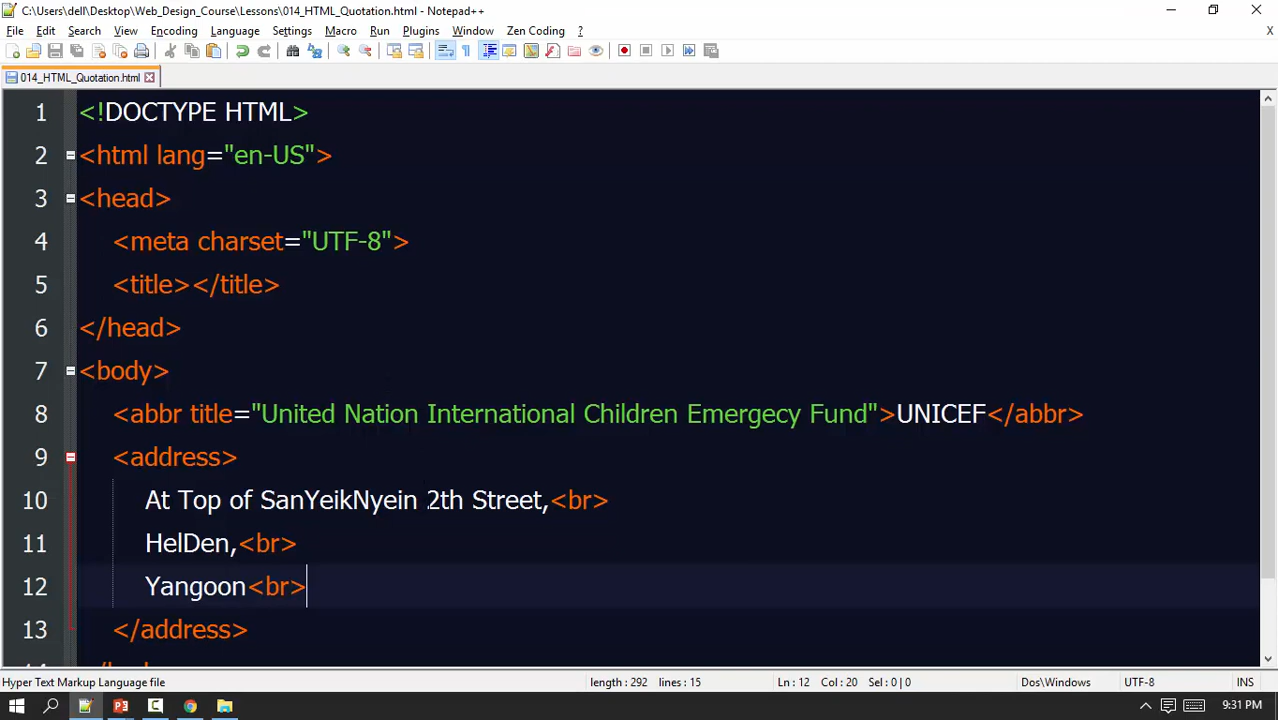 C:\Users\dell\Desktop\Web_Design_Course\Lessons\014_HTML_Quotation.html - Notepad++
File Edit Search View Encoding Language Settings Macro Run Plugins Window Zen Coding ? X
014_HTML_Quotation.html
1 <!DOCTYPE HTML>
2 <html lang="en-US">
3 <head>
4 <meta charset="UTF-8">
5 <title></title>
6 </head>
7 <body>
8 <abbr title="United Nation International Children Emergecy Fund">UNICEF</abbr>
9 <address>
10 At Top of SanYeikNyein 2th Street,<br>
11 HelDen,<br>
12 Yangoon<br>
13 </address>
Hyper Text Markup Language file length : 292 lines : 15 Ln : 12 Col : 20 Sel : 0 | 0 Dos\Windows UTF-8 INS
9:31 PM